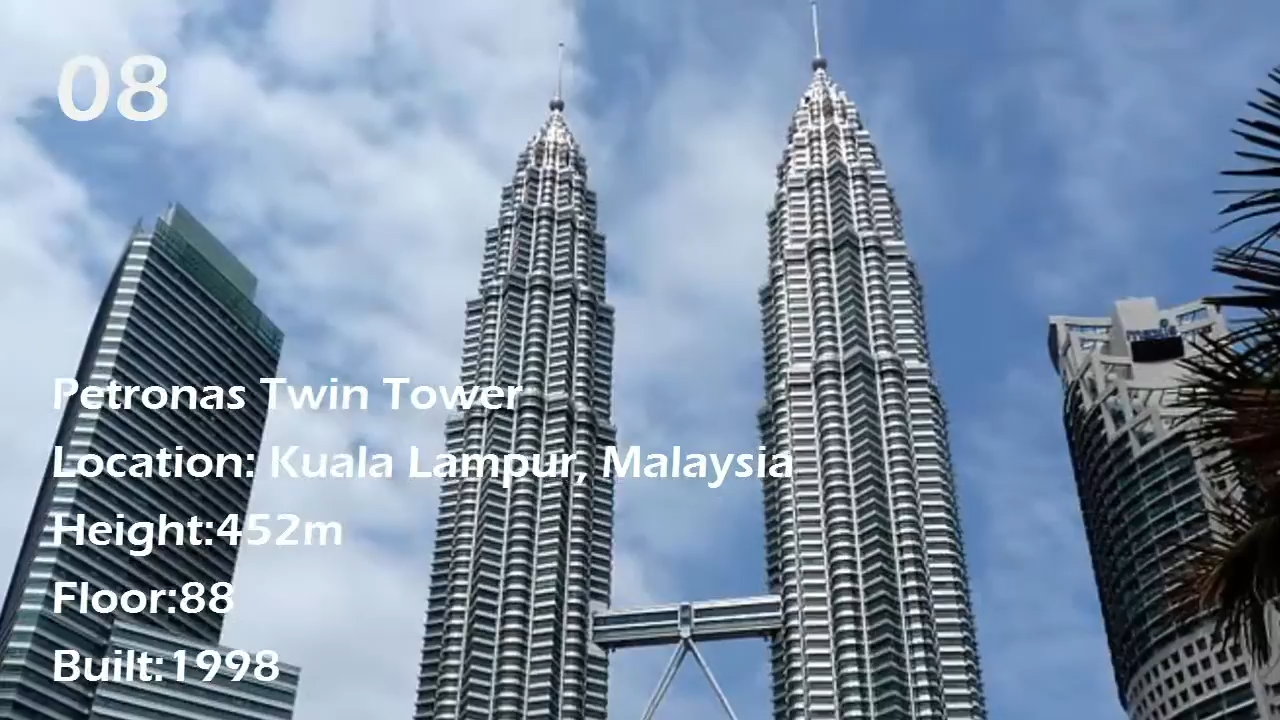 08
Petronas Twin Tower
Location: Kuala Lampur, Malaysia
Height:452m
Floor:88
Built:1998